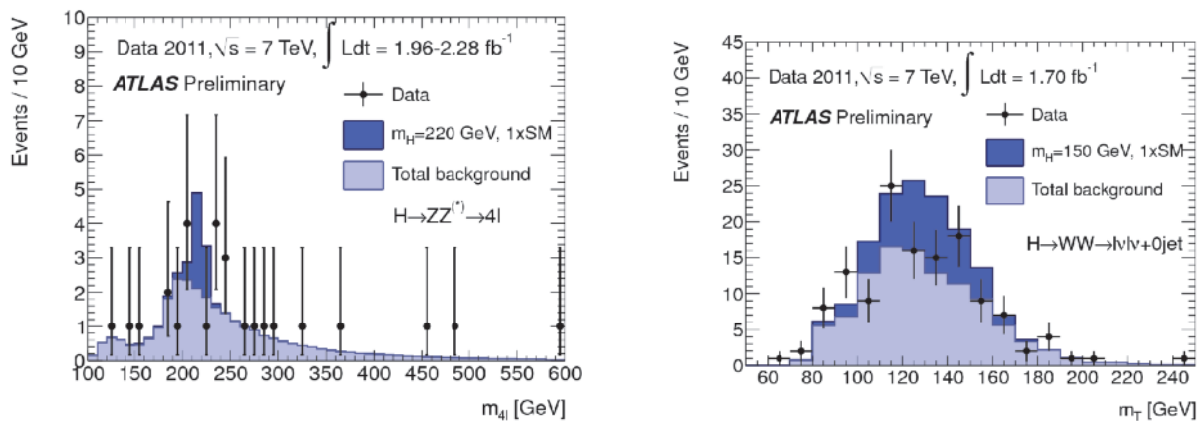 Data 2011, √s = 7 TeV, ∫ Ldt = 1.96-2.28 fb⁻¹
ATLAS Preliminary
Data
m_H=220 GeV, 1xSM
Total background
H→ZZ^(*)→4l
Events / 10 GeV
10
9
8
7
6
5
4
3
2
1
0
100 150 200 250 300 350 400 450 500 550 600
m_4l [GeV]
Data 2011, √s = 7 TeV, ∫ Ldt = 1.70 fb⁻¹
ATLAS Preliminary
Data
m_H=150 GeV, 1xSM
Total background
H→WW→lνlν+0jet
Events / 10 GeV
45
40
35
30
25
20
15
10
5
0
60 80 100 120 140 160 180 200 220 240
m_T [GeV]